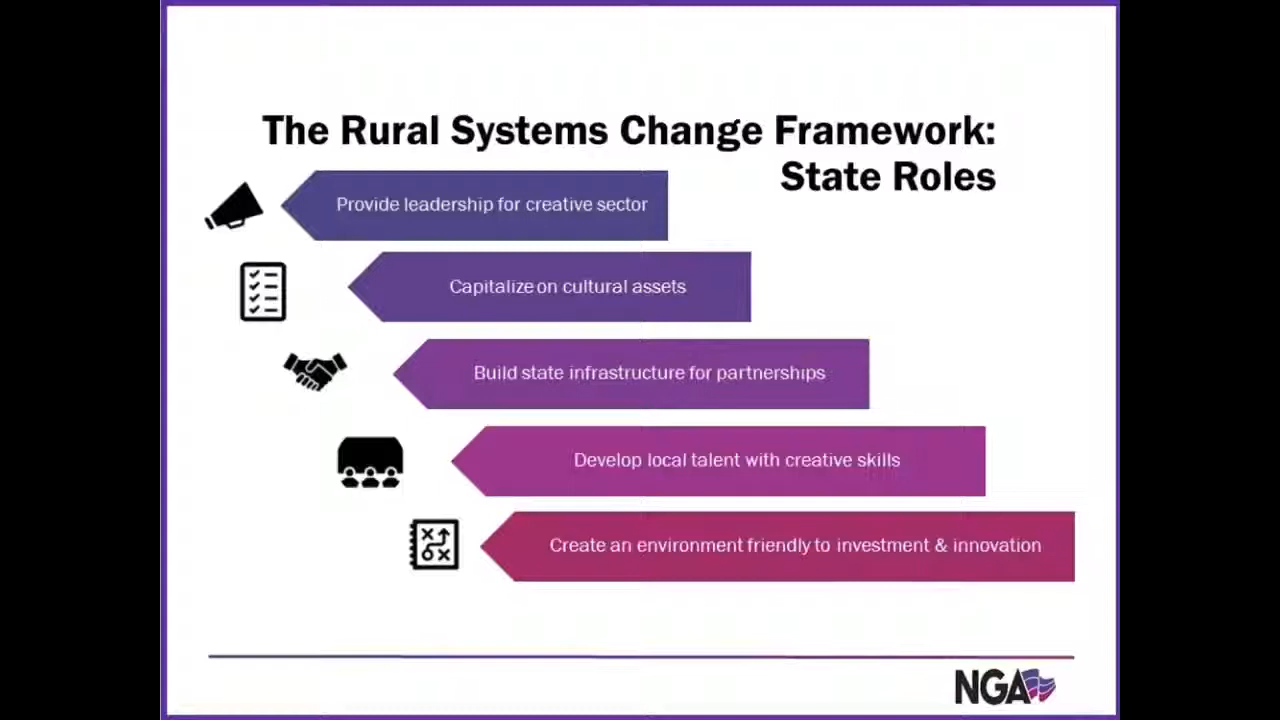 The Rural Systems Change Framework:
State Roles
Provide leadership for creative sector
Capitalize on cultural assets
Build state infrastructure for partnerships
Develop local talent with creative skills
Create an environment friendly to investment & innovation
NGA